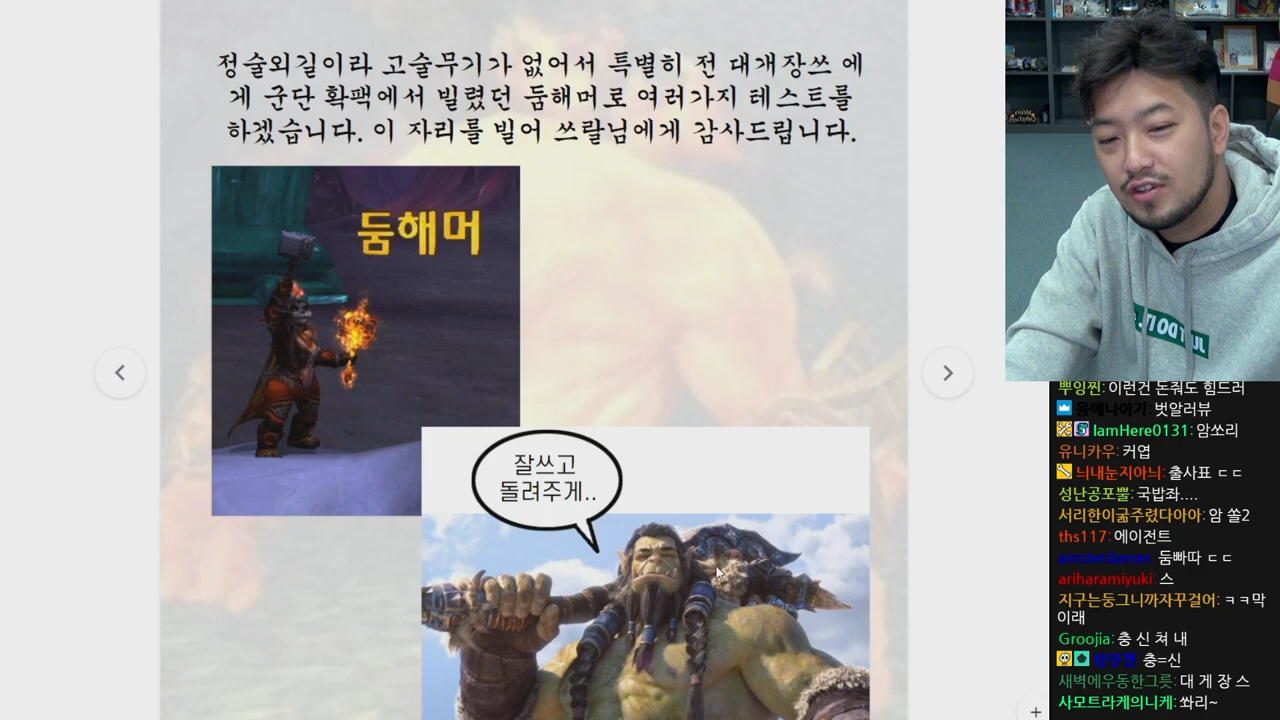 정술외길이라 고술무기가 없어서 특별히 전 대개장쓰 에
게 군단 확팩에서 빌렸던 둠해머로 여러가지 테스트를
하겠습니다. 이 자리를 빌어 쓰랄님에게 감사드립니다.
둠해머
잘쓰고
돌려주게..
뿌잉찐: 이런건 돈줘도 힘드러
웅예나아기: 벗알러뷰
IamHere0131: 암쏘리
유니카우: 커엽
늬내눈지아늬: 출사표 ㄷㄷ
성난공포뿔: 국밥좌....
서리한이굶주렸다아아: 암 쏠2
ths117: 에이전트
둠빠따 ㄷㄷ
ariharamiyuki: 스
지구는둥그니까자꾸걸어: ㅋㅋ막
이래
Groojia: 충 신 쳐 내
충=신
새벽에우동한그릇: 대 게 장 스
사모트라케의니케: 쏴리~